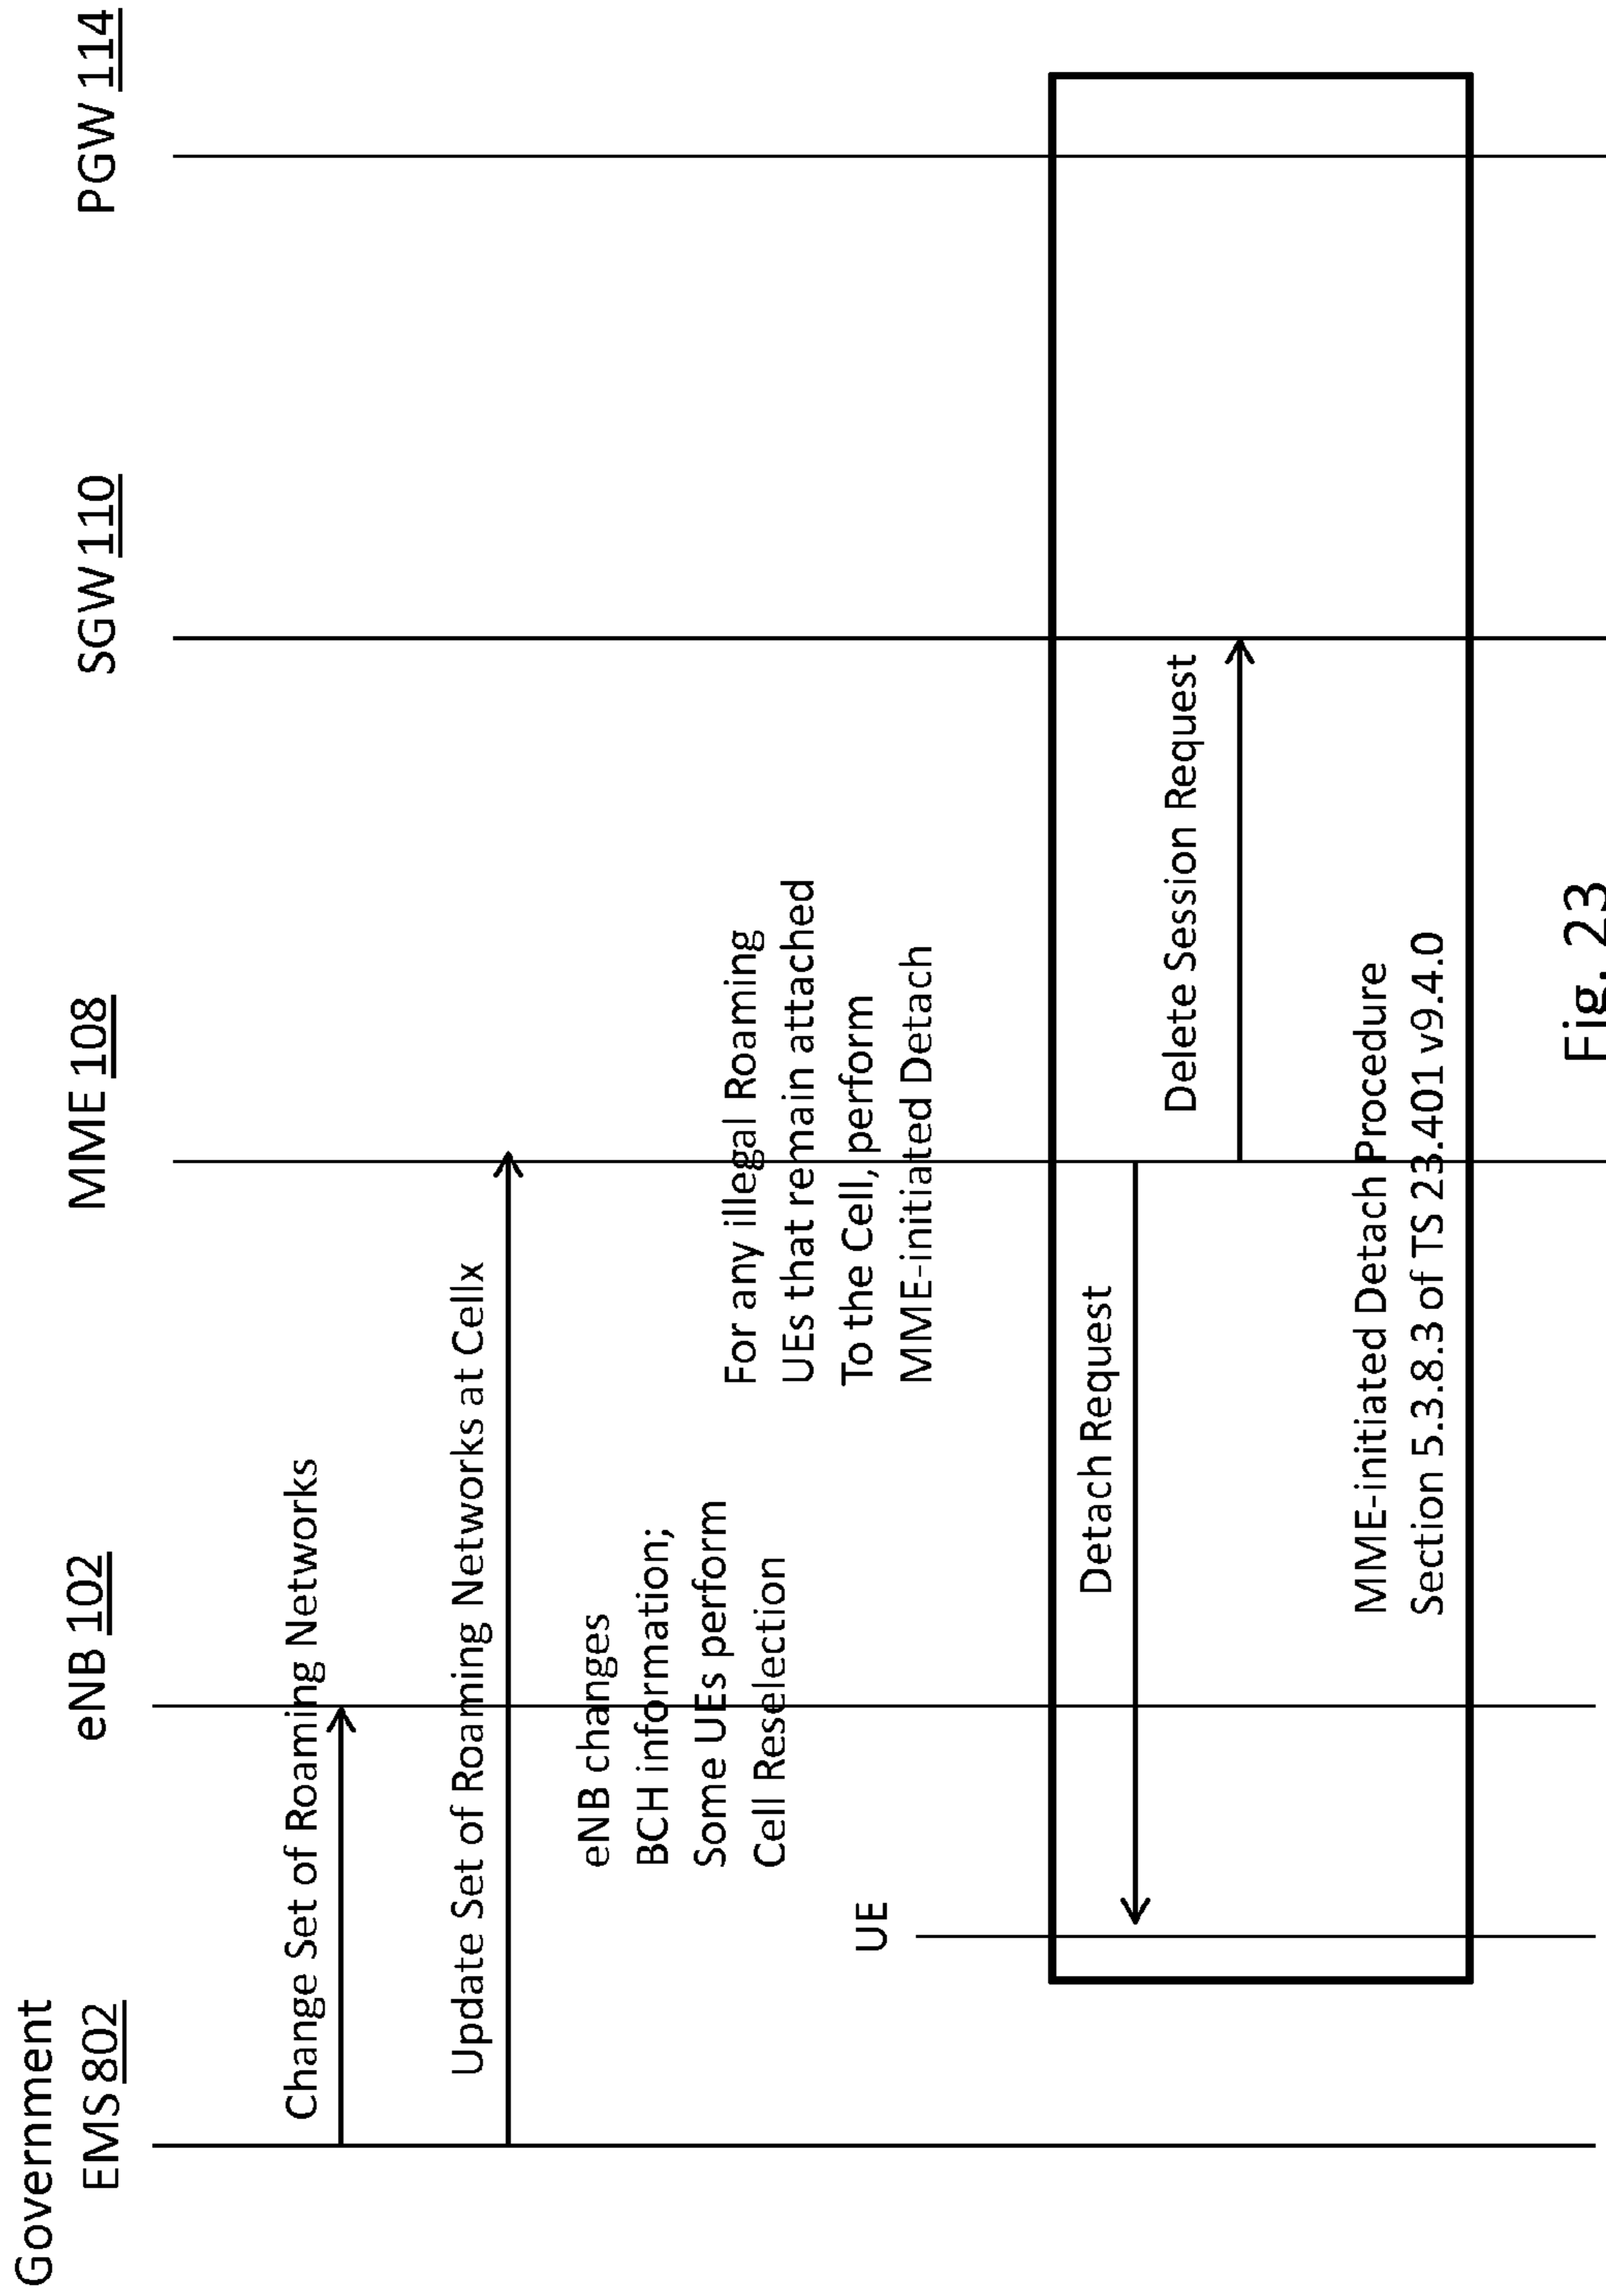 Government
EMS 802
eNB 102
MME 108
SGW 110
PGW 114
Change Set of Roaming Networks
Update Set of Roaming Networks at Cellx
eNB changes
BCH information;
Some UEs perform
Cell Reselection
For any illegal Roaming
UEs that remain attached
To the Cell, perform
MME-initiated Detach
UE
Detach Request
Delete Session Request
MME-initiated Detach Procedure
Section 5.3.8.3 of TS 23.401 v9.4.0
Fig. 23